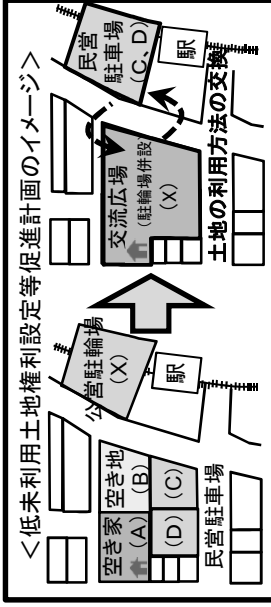 ＜低未利用土地権利設定等促進計画のイメージ＞
公営駐輪場
(X)
駅
空き家
(A)
空き地
(B)
(D)
(C)
民営駐車場
民営
駐車場
(C、D)
駅
交流広場
(駐輪場併設)
(X)
土地の利用方法の交換